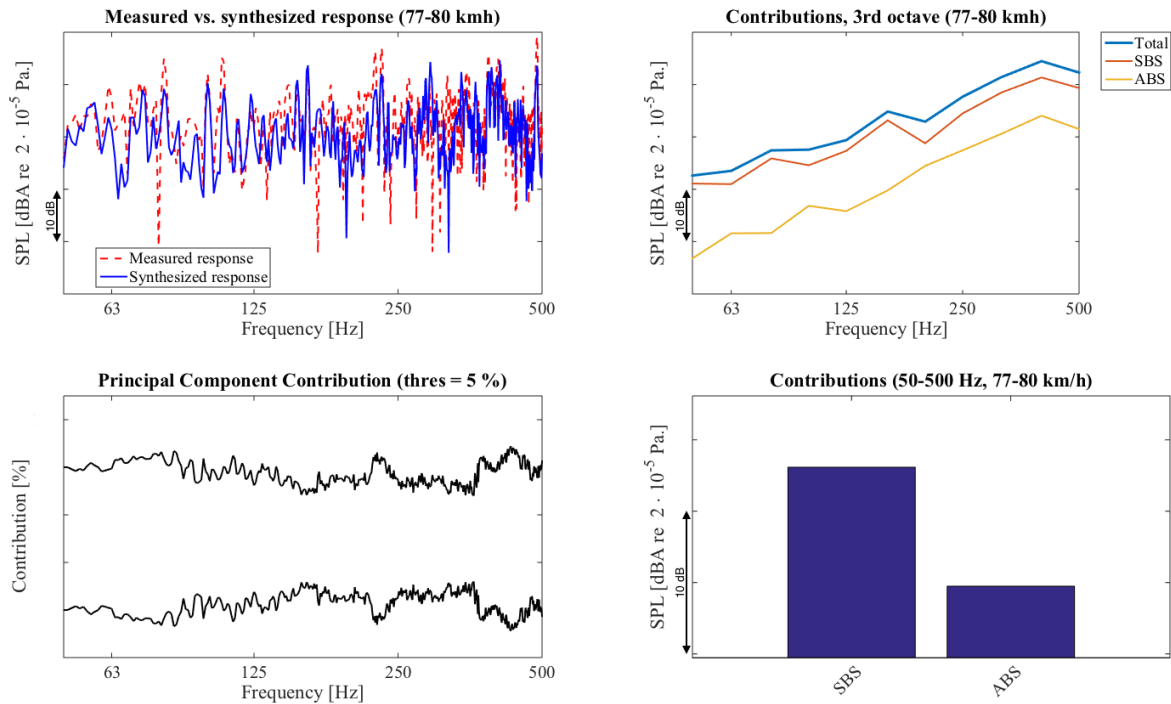 Measured vs. synthesized response (77-80 kmh)
SPL [dBA re 2 · 10⁻⁵ Pa.]
10 dB
Measured response
Synthesized response
63 125 250 500
Frequency [Hz]
Contributions, 3rd octave (77-80 kmh)
SPL [dBA re 2 · 10⁻⁵ Pa.]
10 dB
Total
SBS
ABS
63 125 250 500
Frequency [Hz]
Principal Component Contribution (thres = 5 %)
Contribution [%]
63 125 250 500
Frequency [Hz]
Contributions (50-500 Hz, 77-80 km/h)
SPL [dBA re 2 · 10⁻⁵ Pa.]
10 dB
SBS
ABS